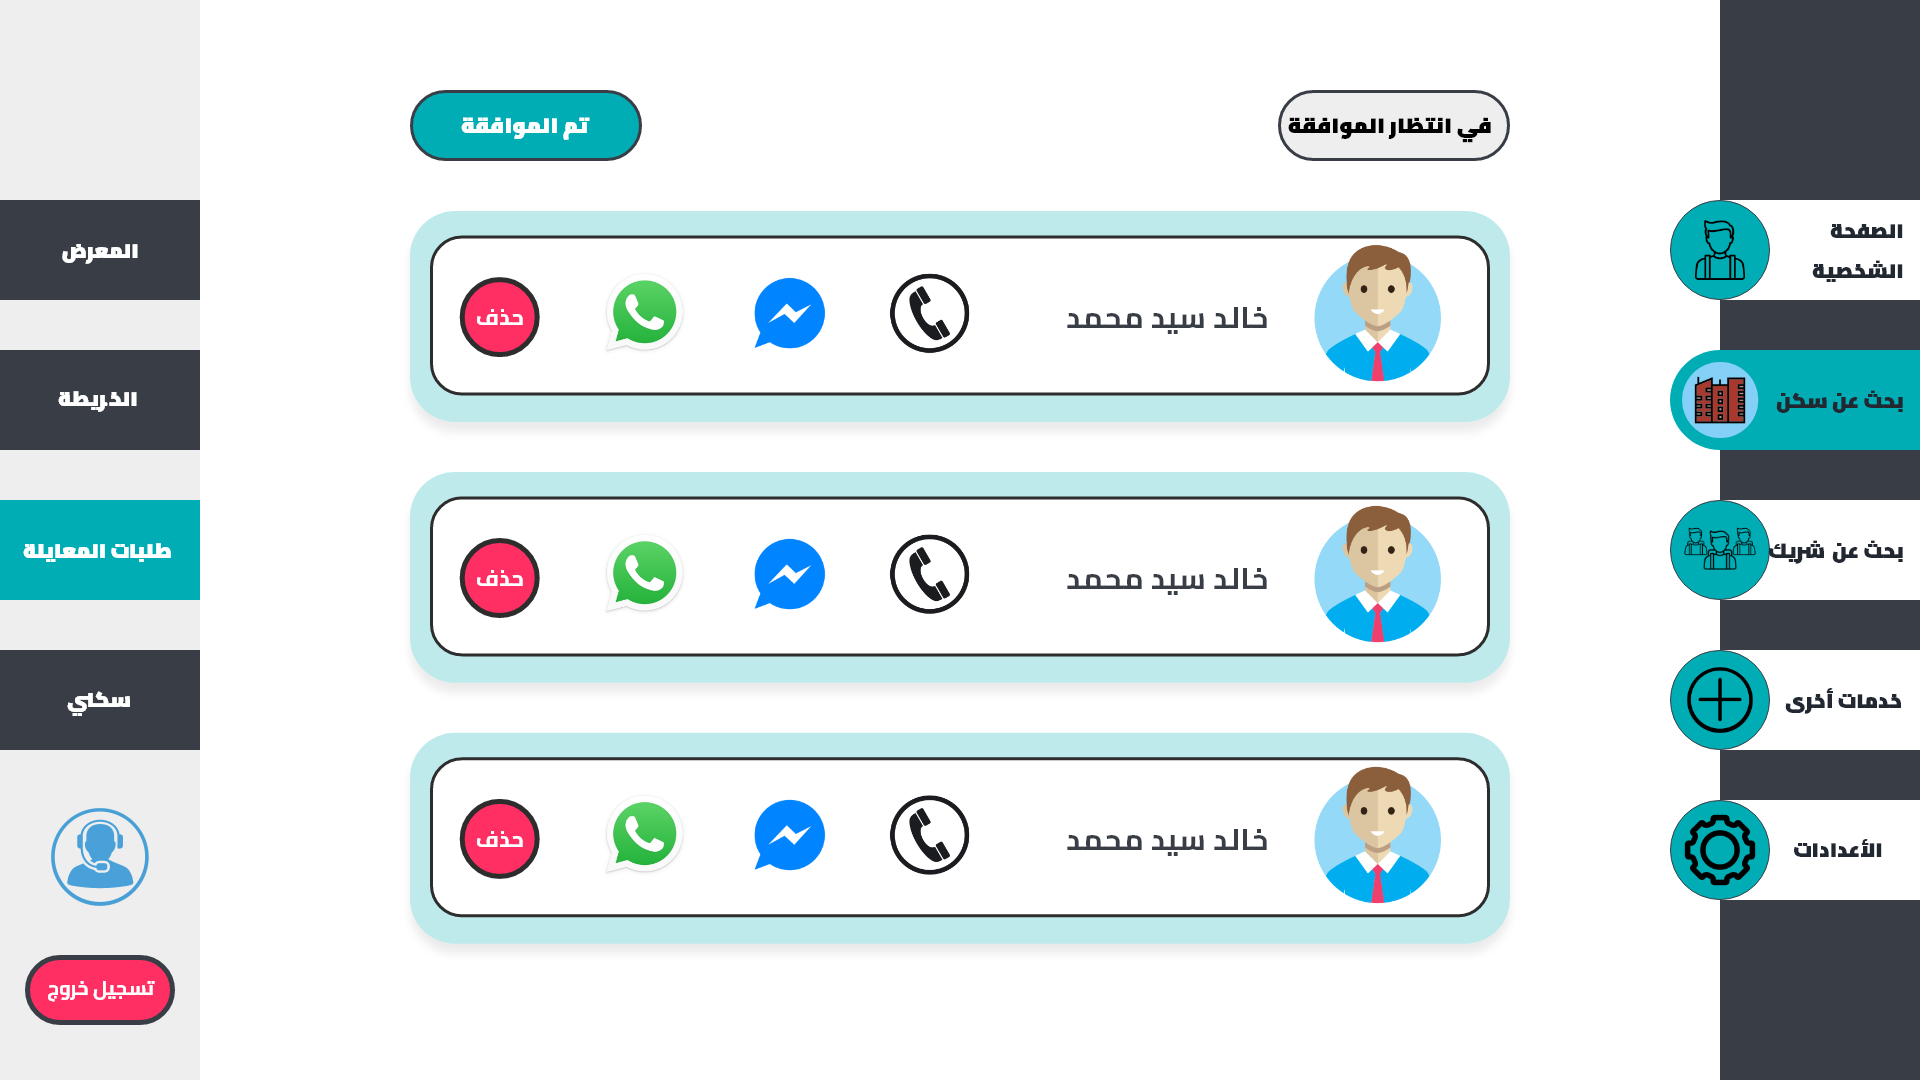 الصفحة
الشخصية
بحث عن سكن
بحث عن شريك
خدمات أخرى
الأعدادات
في انتظار الموافقة
تم الموافقة
خالد سيد محمد
حذف
خالد سيد محمد
حذف
خالد سيد محمد
حذف
المعرض
الخريطة
طلبات المعاينة
سكني
تسجيل خروج